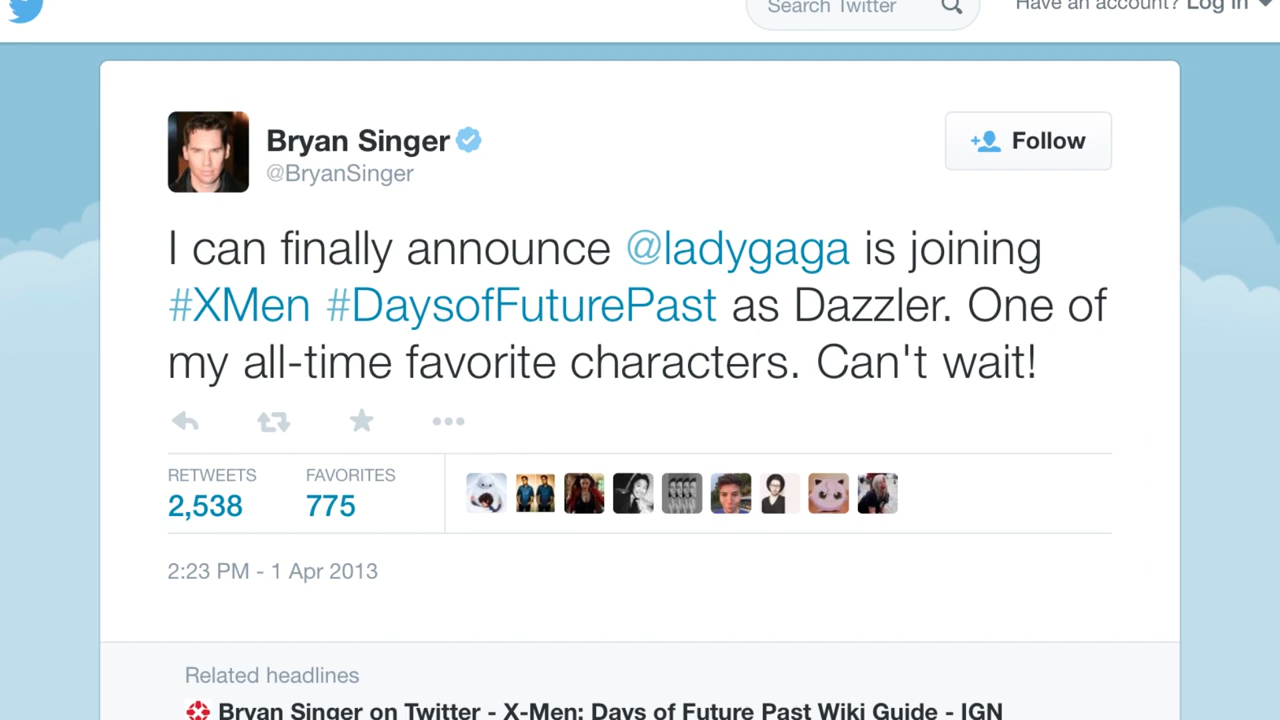 Search Twitter
Have an account? Log in
Bryan Singer
@BryanSinger
Follow
I can finally announce @ladygaga is joining
#XMen #DaysofFuturePast as Dazzler. One of
my all-time favorite characters. Can't wait!
RETWEETS
2,538
FAVORITES
775
2:23 PM - 1 Apr 2013
Related headlines
Bryan Singer on Twitter - X-Men: Days of Future Past Wiki Guide - IGN